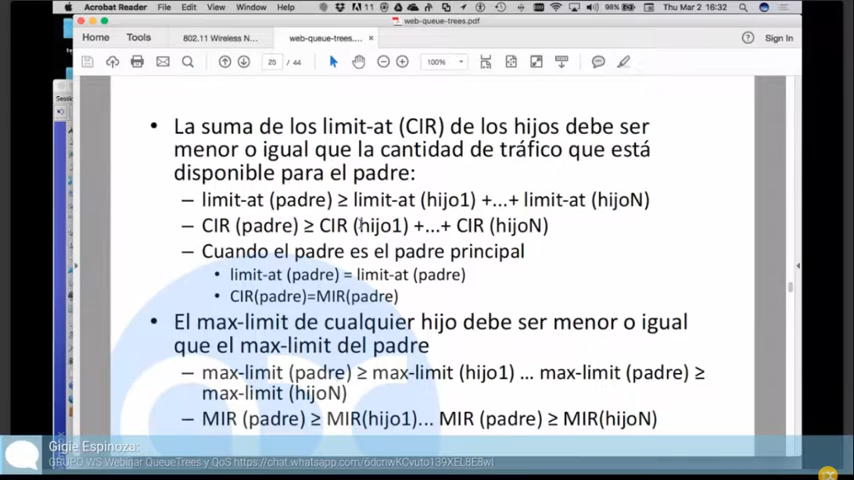 Acrobat Reader File Edit View Window Help 11 98% Thu Mar 2 16:32
web-queue-trees.pdf
Home Tools 802.11 Wireless N... web-queue-trees.... × Sign In
25 / 44 100%
• La suma de los limit-at (CIR) de los hijos debe ser
menor o igual que la cantidad de tráfico que está
disponible para el padre:
– limit-at (padre) ≥ limit-at (hijo1) +...+ limit-at (hijoN)
– CIR (padre) ≥ CIR (hijo1) +...+ CIR (hijoN)
– Cuando el padre es el padre principal
• limit-at (padre) = limit-at (padre)
• CIR(padre)=MIR(padre)
• El max-limit de cualquier hijo debe ser menor o igual
que el max-limit del padre
– max-limit (padre) ≥ max-limit (hijo1) ... max-limit (padre) ≥
max-limit (hijoN)
– MIR (padre) ≥ MIR(hijo1)... MIR (padre) ≥ MIR(hijoN)
Gigie Espinoza:
GRUPO WS Webinar QueueTrees y QoS https://chat.whatsapp.com/6dcnwKCvuto139XEL8E8wl